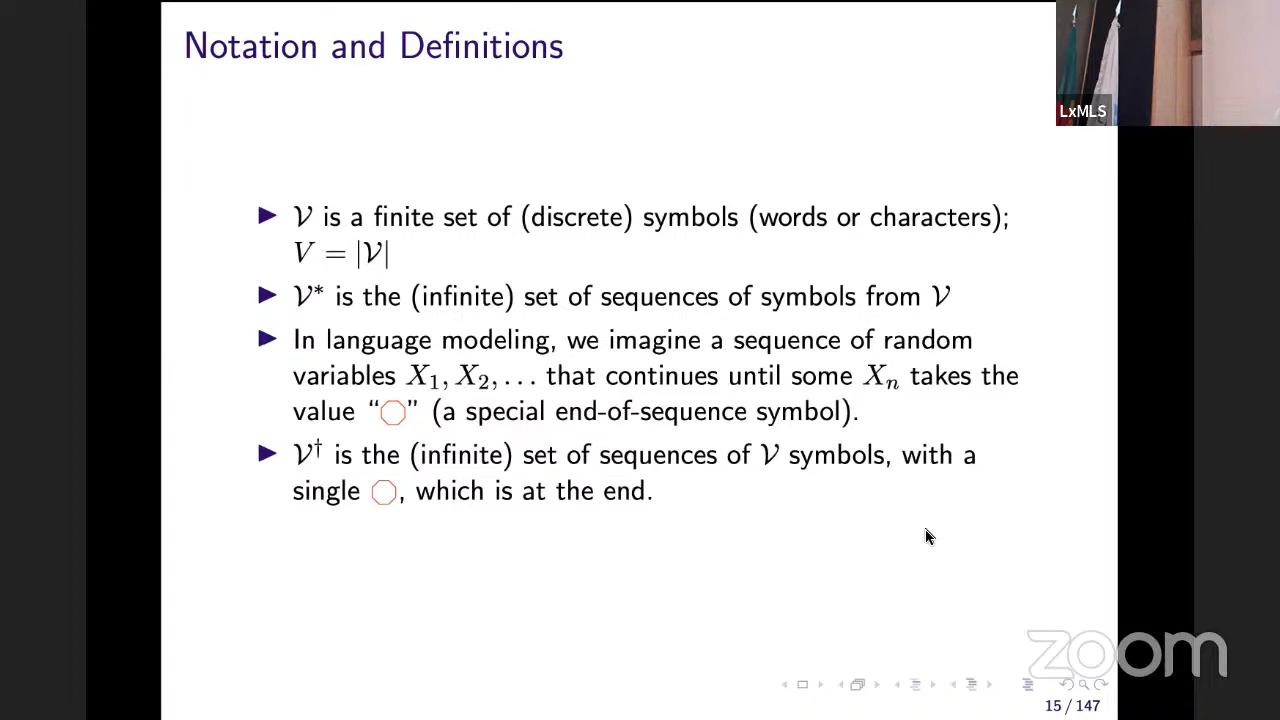 Notation and Definitions
LxMLS
▶ 𝒱 is a finite set of (discrete) symbols (words or characters);
V = |𝒱|
▶ 𝒱* is the (infinite) set of sequences of symbols from 𝒱
▶ In language modeling, we imagine a sequence of random
variables X₁, X₂, . . . that continues until some Xₙ takes the
value “⯃” (a special end-of-sequence symbol).
▶ 𝒱† is the (infinite) set of sequences of 𝒱 symbols, with a
single ⯃, which is at the end.
zoom
15 / 147